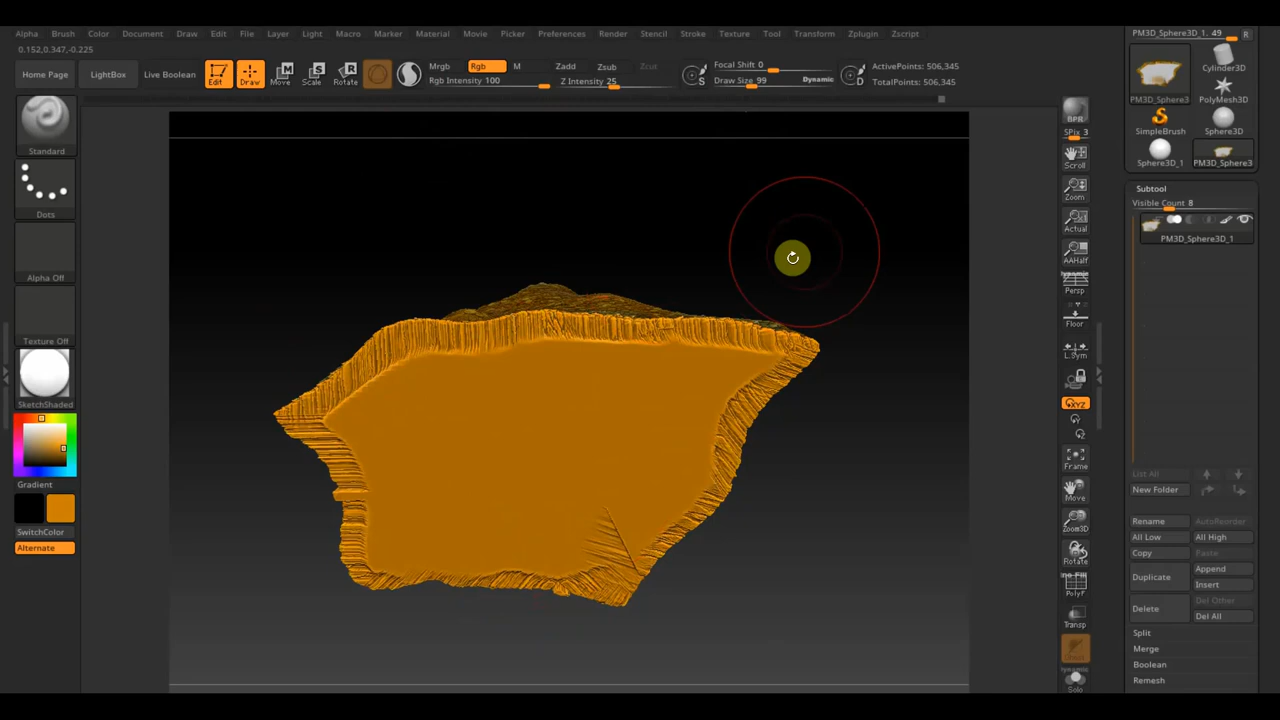 Alpha Brush Color Document Draw Edit File Layer Light Macro Marker Material Movie Picker Preferences Render Stencil Stroke Texture Tool Transform Zplugin Zscript
0.152,0.347,-0.225
Home Page
LightBox
Live Boolean
Edit
Draw
Move
Scale
Rotate
Mrgb
Rgb
M
Rgb Intensity 100
Zadd
Zsub
Zcut
Z Intensity 25
S
Focal Shift 0
Draw Size 99
Dynamic
D
ActivePoints: 506,345
TotalPoints: 506,345
Standard
Dots
Alpha Off
Texture Off
SketchShaded
Gradient
SwitchColor
Alternate
BPR
SPix 3
Scroll
Zoom
Actual
AAHalf
Dynamic
Persp
Floor
L.Sym
XYZ
Y
Z
Frame
Move
Zoom3D
Rotate
PolyF
Transp
Dynamic
Solo
PM3D_Sphere3D_1. 49
R
PM3D_Sphere3
Cylinder3D
PolyMesh3D
SimpleBrush
Sphere3D
Sphere3D_1
PM3D_Sphere3
Subtool
Visible Count 8
PM3D_Sphere3D_1
List All
New Folder
Rename
AutoReorder
All Low
All High
Copy
Paste
Duplicate
Append
Insert
Delete
Del Other
Del All
Split
Merge
Boolean
Remesh